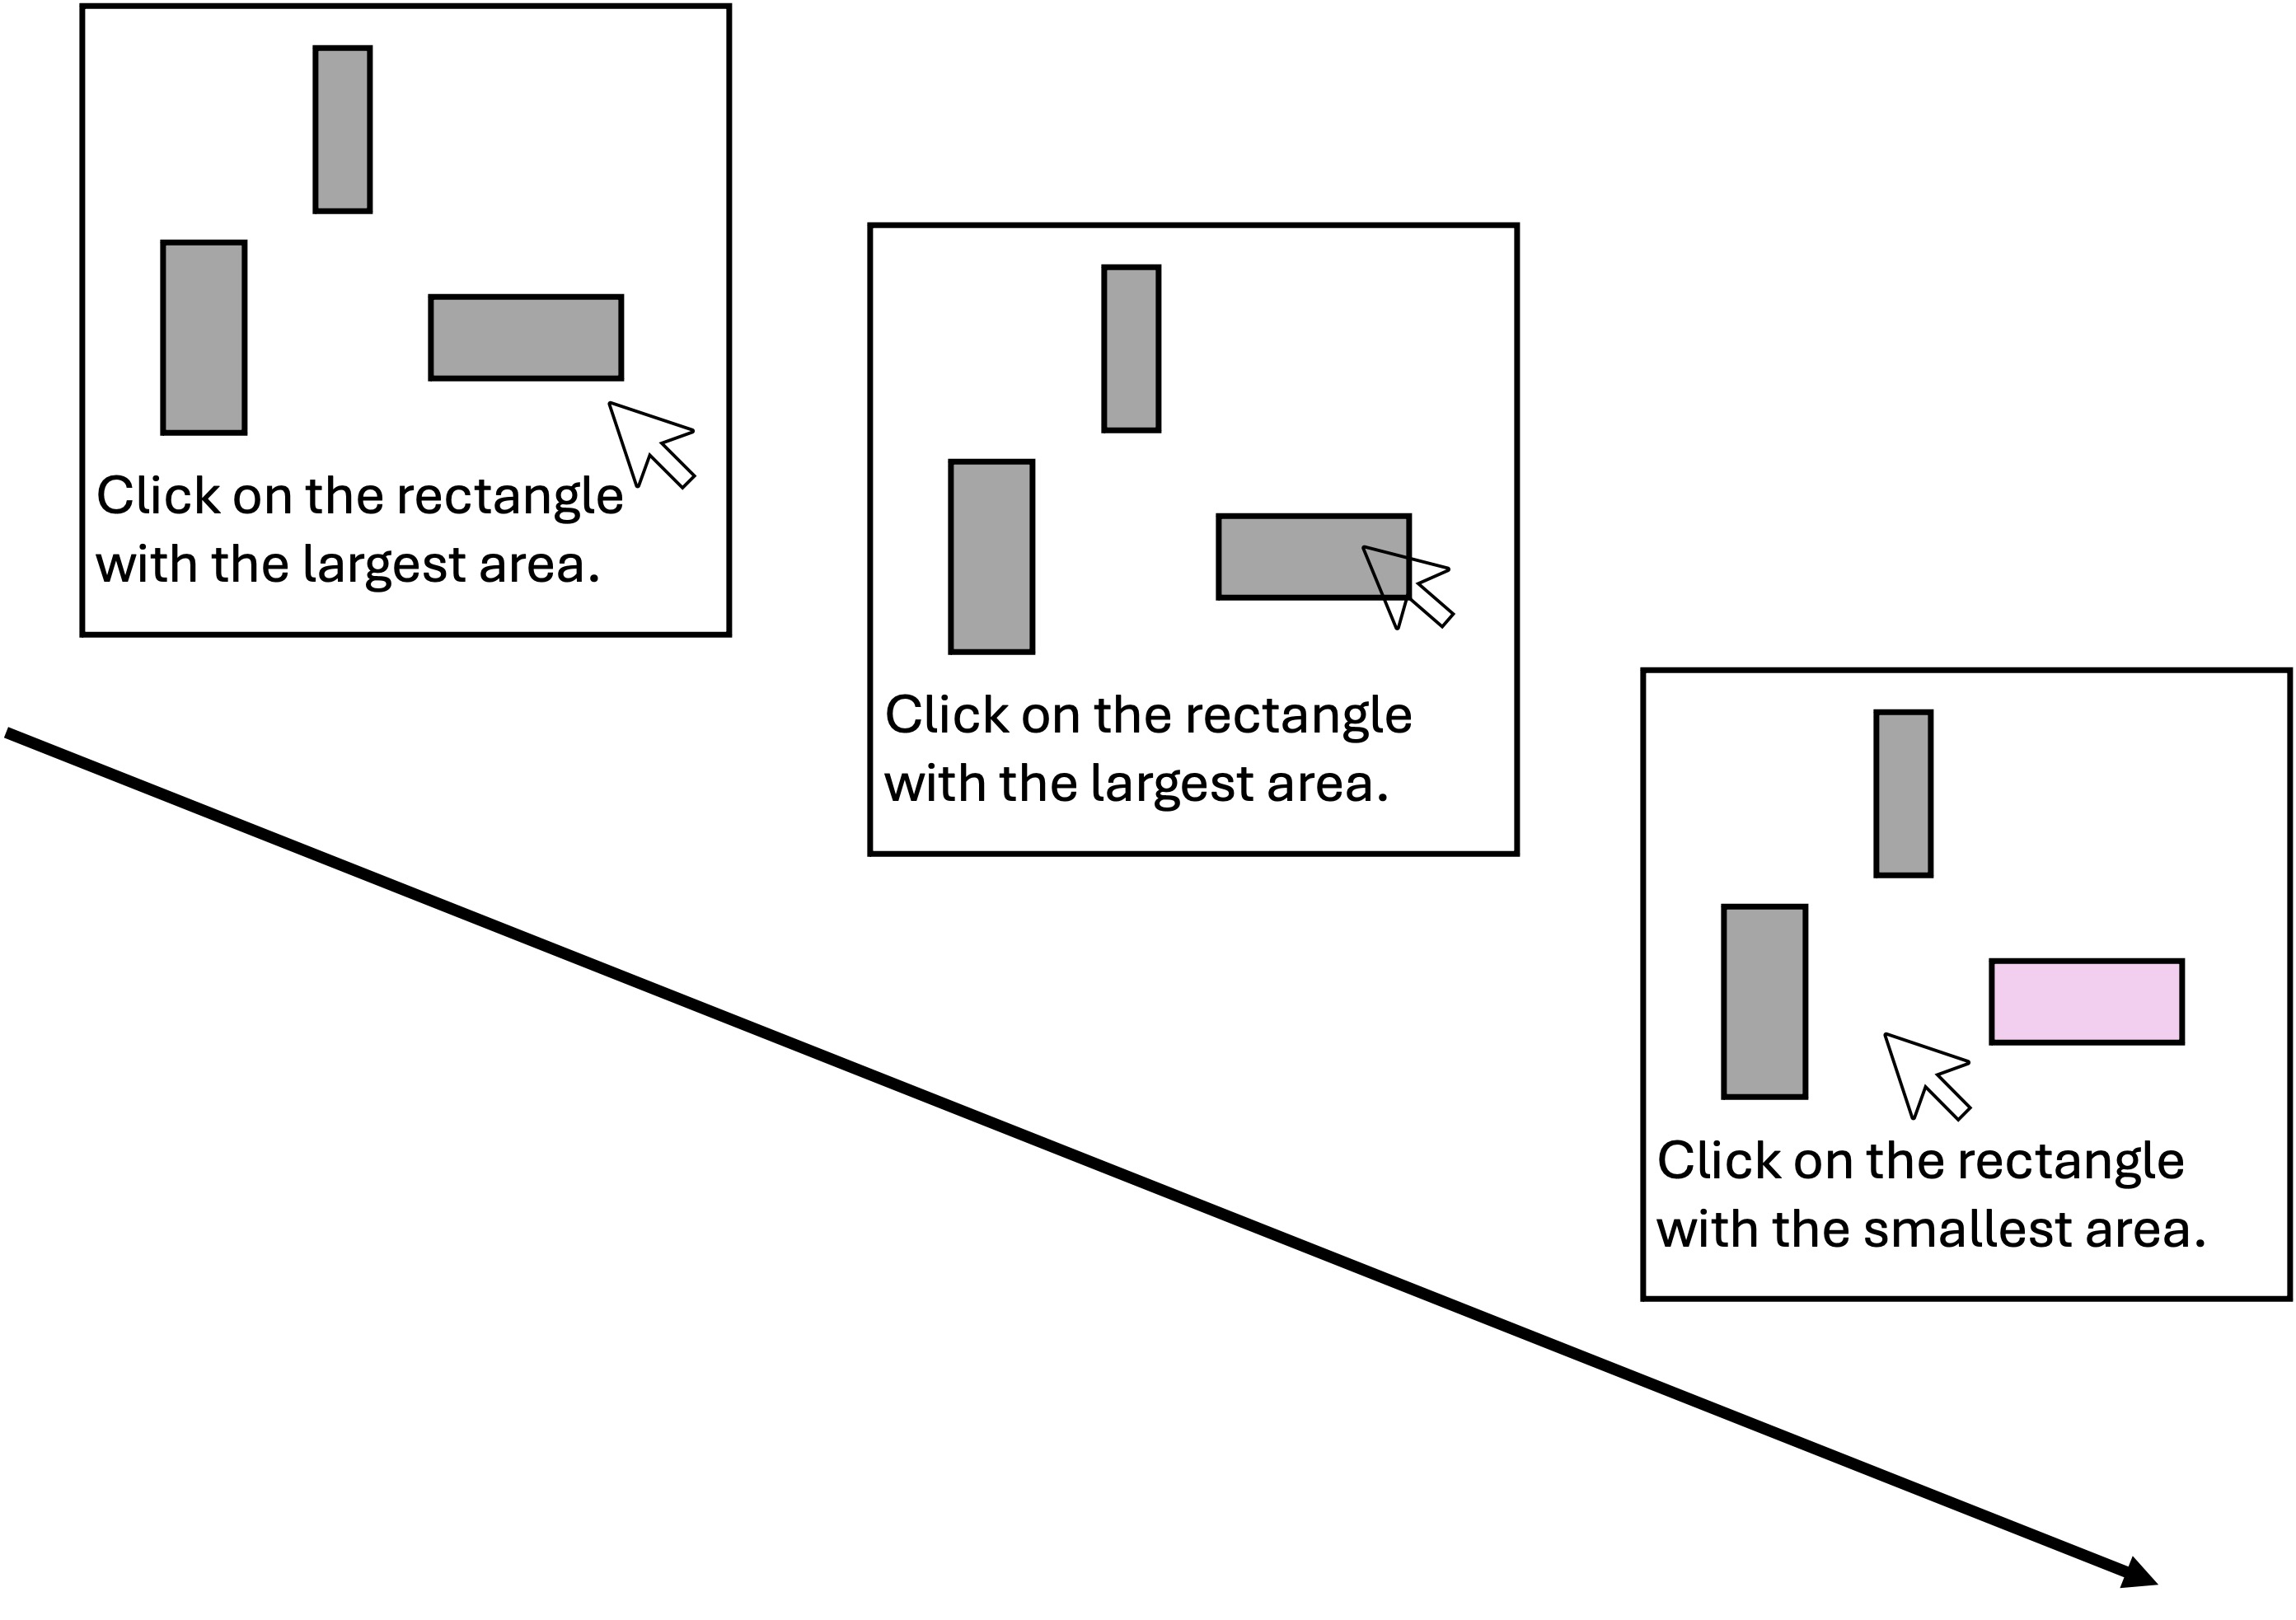 Click on the rectangle
with the largest area.
Click on the rectangle
with the largest area.
Click on the rectangle
with the smallest area.